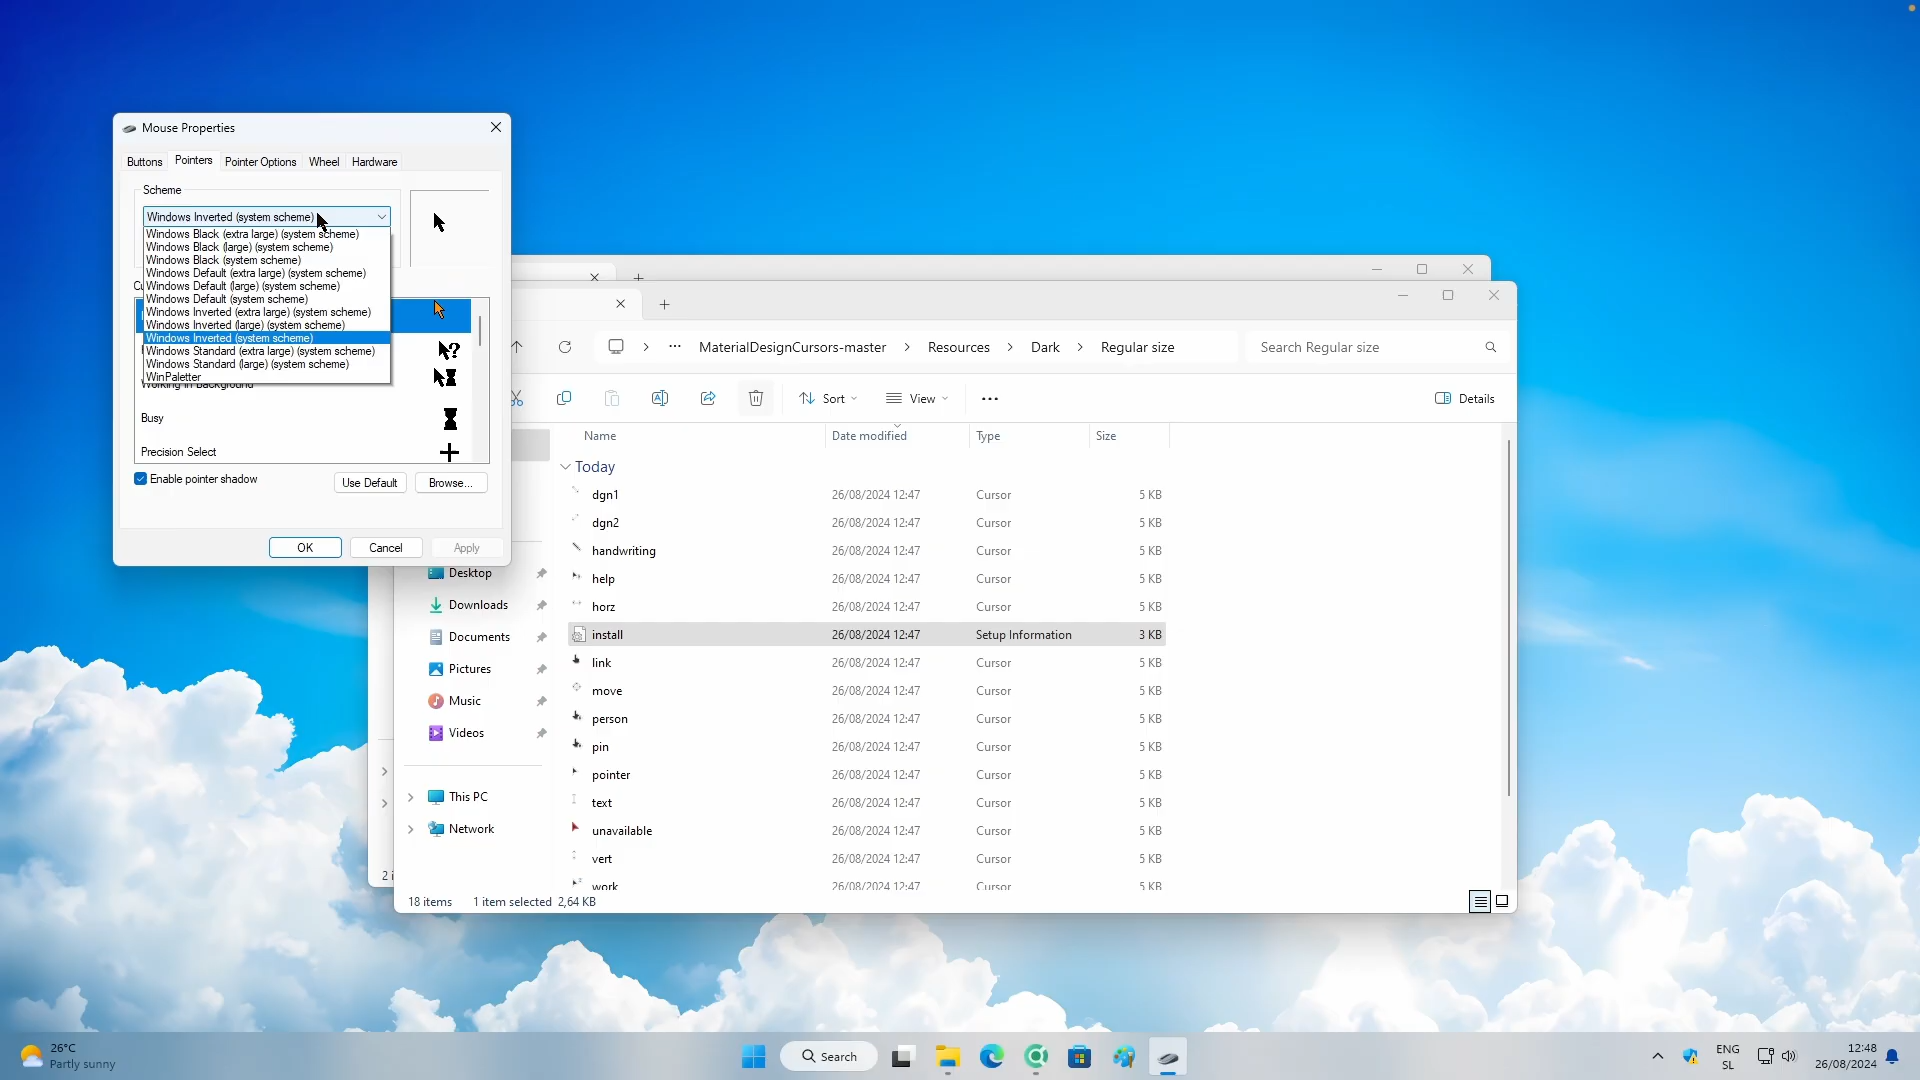 Mouse Properties
Buttons
Pointers
Pointer Options
Wheel
Hardware
Scheme
Windows Inverted (system scheme)
Windows Black (extra large) (system scheme)
Windows Black (large) (system scheme)
Windows Black (system scheme)
Windows Default (extra large) (system scheme)
Windows Default (large) (system scheme)
Windows Default (system scheme)
Windows Inverted (extra large) (system scheme)
Windows Inverted (large) (system scheme)
Windows Inverted (system scheme)
Windows Standard (extra large) (system scheme)
Windows Standard (large) (system scheme)
WinPaletter
Working In Background
Busy
Precision Select
Enable pointer shadow
Use Default
Browse...
OK
Cancel
Apply
MaterialDesignCursors-master
Resources
Dark
Regular size
Search Regular size
Sort
View
Details
Name Date modified Type Size
Today
dgn1 26/08/2024 12:47 Cursor 5 KB
dgn2 26/08/2024 12:47 Cursor 5 KB
handwriting 26/08/2024 12:47 Cursor 5 KB
help 26/08/2024 12:47 Cursor 5 KB
horz 26/08/2024 12:47 Cursor 5 KB
install 26/08/2024 12:47 Setup Information 3 KB
link 26/08/2024 12:47 Cursor 5 KB
move 26/08/2024 12:47 Cursor 5 KB
person 26/08/2024 12:47 Cursor 5 KB
pin 26/08/2024 12:47 Cursor 5 KB
pointer 26/08/2024 12:47 Cursor 5 KB
text 26/08/2024 12:47 Cursor 5 KB
unavailable 26/08/2024 12:47 Cursor 5 KB
vert 26/08/2024 12:47 Cursor 5 KB
work 26/08/2024 12:47 Cursor 5 KB
Desktop
Downloads
Documents
Pictures
Music
Videos
This PC
Network
18 items
1 item selected 2,64 KB
26°C
Partly sunny
Search
ENG
SL
12:48
26/08/2024